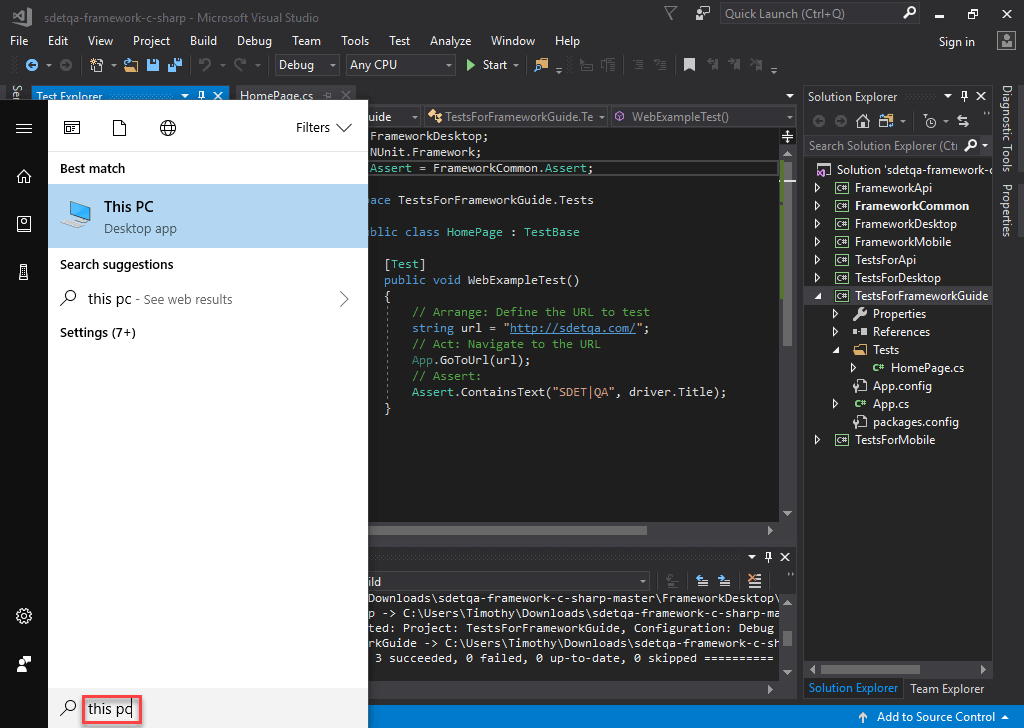 sdetqa-framework-c-sharp - Microsoft Visual Studio
Quick Launch (Ctrl+Q)
File Edit View Project Build Debug Team Tools Test Analyze Window Help
Sign in
Debug Any CPU Start
Test Explorer HomePage.cs
Filters
Best match
This PC
Desktop app
Search suggestions
this pc - See web results
Settings (7+)
this pc
uide TestsForFrameworkGuide.Te WebExampleTest()
FrameworkDesktop;
NUnit.Framework;
Assert = FrameworkCommon.Assert;
ace TestsForFrameworkGuide.Tests
blic class HomePage : TestBase
[Test]
public void WebExampleTest()
{
// Arrange: Define the URL to test
string url = "http://sdetqa.com/";
// Act: Navigate to the URL
App.GoToUrl(url);
// Assert:
Assert.ContainsText("SDET|QA", driver.Title);
}
ild
Downloads\sdetqa-framework-c-sharp-master\FrameworkDesktop\
p -> C:\Users\Timothy\Downloads\sdetqa-framework-c-sharp-ma
ted: Project: TestsForFrameworkGuide, Configuration: Debug
rkGuide -> C:\Users\Timothy\Downloads\sdetqa-framework-c-sh
3 succeeded, 0 failed, 0 up-to-date, 0 skipped ==========
Solution Explorer
Search Solution Explorer (Ctr
Solution 'sdetqa-framework-c
C# FrameworkApi
C# FrameworkCommon
C# FrameworkDesktop
C# FrameworkMobile
C# TestsForApi
C# TestsForDesktop
C# TestsForFrameworkGuide
Properties
References
Tests
C# HomePage.cs
App.config
C# App.cs
packages.config
C# TestsForMobile
Solution Explorer Team Explorer
Diagnostic Tools
Properties
Add to Source Control